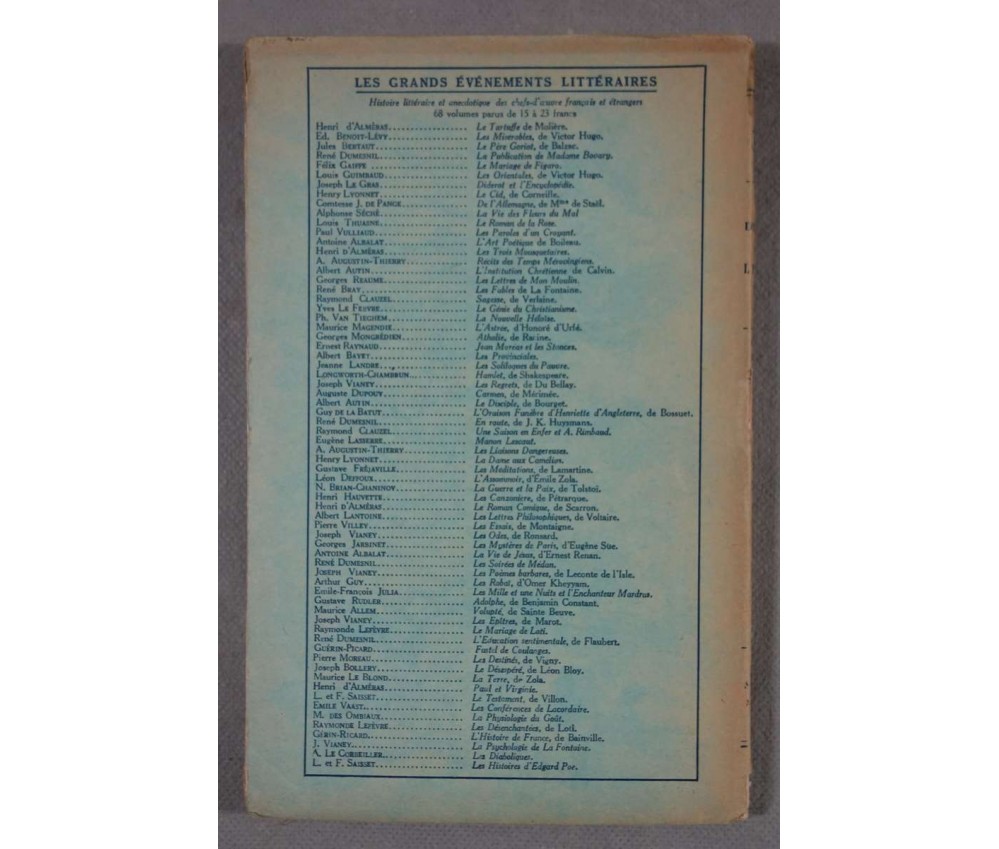 LES GRANDS ÉVÉNEMENTS LITTÉRAIRES
Histoire littéraire et anecdotique des chefs-d'œuvre français et étrangers
68 volumes parus de 15 à 23 francs
Henri d'ALMÉRAS.................. Le Tartuffe de Molière.
Ed. BENOIT-LÉVY.................. Les Misérables, de Victor Hugo.
Jules BERTAUT.................. Le Père Goriot, de Balzac.
René DUMESNIL.................. La Publication de Madame Bovary.
Félix GAIFFE .................. Le Mariage de Figaro.
Louis GUIMBAUD.................. Les Orientales, de Victor Hugo.
Joseph LE GRAS.................. Diderot et l'Encyclopédie.
Henry LYONNET.................. Le Cid, de Corneille.
Comtesse J. DE PANGE.................. De l'Allemagne, de Mme de Staël.
Alphonse SÉCHÉ.................. La Vie des Fleurs du Mal
Louis THUASNE.................. Le Roman de la Rose.
Paul VULLIAUD.................. Les Paroles d'un Croyant.
Antoine ALBALAT.................. L'Art Poétique de Boileau.
Henri d'ALMÉRAS.................. Les Trois Mousquetaires.
A. AUGUSTIN-THIERRY.................. Récits des Temps Mérovingiens.
Albert AUTIN.................. L'Institution Chrétienne de Calvin.
Georges BEAUME.................. Les Lettres de Mon Moulin.
René BRAY.................. Les Fables de La Fontaine.
Raymond CLAUZEL.................. Sagesse, de Verlaine.
Yves LE FEBVRE.................. Le Génie du Christianisme.
Ph. VAN TIEGHEM.................. La Nouvelle Héloïse.
Maurice MAGENDIE.................. L'Astrée, d'Honoré d'Urfé.
Georges MONGRÉDIEN.................. Athalie, de Racine.
Ernest RAYNAUD.................. Jean Moréas et les Stances.
Albert BAYET.................. Les Provinciales.
Jeanne LANDRE.................. Les Soliloques du Pauvre.
LONGWORTH-CHAMBRUN.................. Hamlet, de Shakespeare.
Joseph VIANEY.................. Les Regrets, de Du Bellay.
Auguste DUPOUY.................. Carmen, de Mérimée.
Albert AUTIN.................. Le Disciple, de Bourget.
Guy DE LA BATUT.................. L'Oraison Funèbre d'Henriette d'Angleterre, de Bossuet.
René DUMESNIL.................. En route, de J. K. Huysmans.
Raymond CLAUZEL.................. Une Saison en Enfer et A. Rimbaud.
Eugène LASSERRE.................. Manon Lescaut.
A. AUGUSTIN-THIERRY.................. Les Liaisons Dangereuses.
Henry LYONNET.................. La Dame aux Camélias.
Gustave FRÉJAVILLE.................. Les Méditations, de Lamartine.
Léon DEFFOUX.................. L'Assommoir, d'Emile Zola.
N. BRIAN-CHANINOV.................. La Guerre et la Paix, de Tolstoï.
Henri HAUVETTE.................. Les Canzoniere, de Pétrarque.
Henri d'ALMÉRAS.................. Le Roman Comique, de Scarron.
Albert LANTOINE.................. Les Lettres Philosophiques, de Voltaire.
Pierre VILLEY.................. Les Essais, de Montaigne.
Joseph VIANEY.................. Les Odes, de Ronsard.
Georges JARBINET.................. Les Mystères de Paris, d'Eugène Süe.
ANTOINE ALBALAT.................. La Vie de Jésus, d'Ernest Renan.
RENÉ DUMESNIL.................. Les Soirées de Médan.
JOSEPH VIANEY.................. Les Poèmes barbares, de Leconte de l'Isle.
Arthur GUY.................. Les Robaï, d'Omer Kheyyam.
Emile-François JULIA.................. Les Mille et une Nuits et l'Enchanteur Mardrus.
Gustave RUDLER.................. Adolphe, de Benjamin Constant.
Maurice ALLEM.................. Volupté, de Sainte Beuve.
Joseph VIANEY.................. Les Epîtres, de Marot.
Raymonde LEFÈVRE.................. Le Mariage de Loti.
René DUMESNIL.................. L'Education sentimentale, de Flaubert.
GUÉRIN-PICARD.................. Fustel de Coulanges.
Pierre MOREAU.................. Les Destinés, de Vigny.
Joseph BOLLERY.................. Le Désespéré, de Léon Bloy.
Maurice LE BLOND.................. La Terre, de Zola.
Henri d'ALMÉRAS.................. Paul et Virginie.
L. et F. SAISSET.................. Le Testament, de Villon.
EMILE VAAST.................. Les Conférences de Lacordaire.
M. DES OMBIAUX.................. La Physiologie du Goût.
RAYMONDE LEFÈVRE.................. Les Désenchantées, de Loti.
GÉRIN-RICARD.................. L'Histoire de France, de Bainville.
J. VIANEY.................. La Psychologie de La Fontaine.
A. LE CORBEILLER.................. Les Diaboliques.
L. et F. SAISSET.................. Les Histoires d'Edgard Poe.